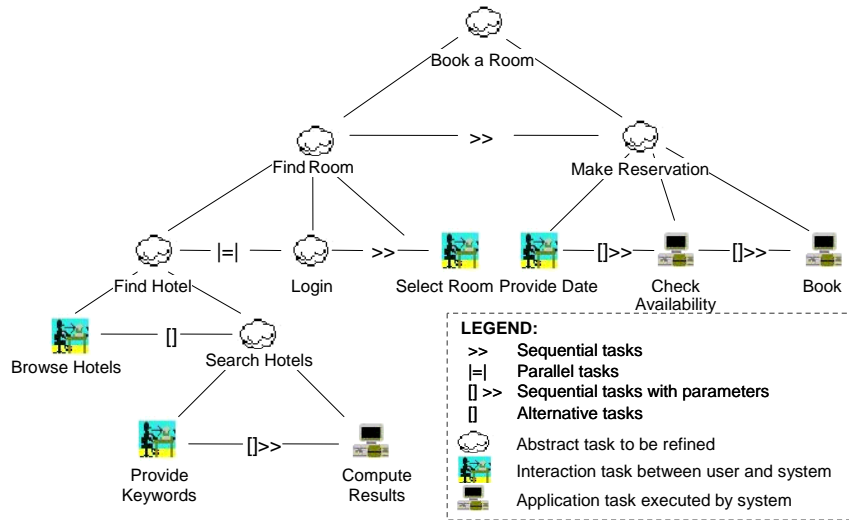 Book a Room
Find Room
>>
Make Reservation
Find Hotel
|=|
Login
>>
Select Room
Provide Date
[]>>
Check
Availability
[]>>
Book
Browse Hotels
[]
Search Hotels
Provide
Keywords
[]>>
Compute
Results
LEGEND:
>> Sequential tasks
|=| Parallel tasks
[] >> Sequential tasks with parameters
[] Alternative tasks
Abstract task to be refined
Interaction task between user and system
Application task executed by system